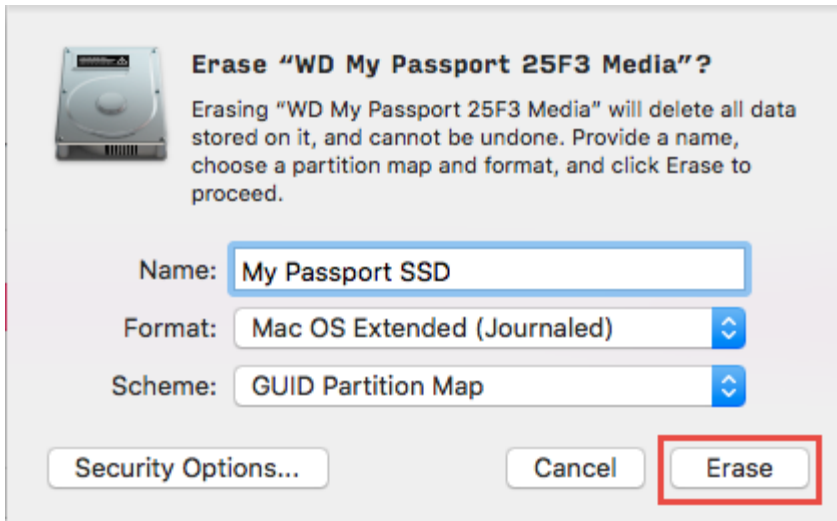 Erase “WD My Passport 25F3 Media”?
Erasing “WD My Passport 25F3 Media” will delete all data
stored on it, and cannot be undone. Provide a name,
choose a partition map and format, and click Erase to
proceed.
Name: My Passport SSD
Format: Mac OS Extended (Journaled)
Scheme: GUID Partition Map
Security Options... Cancel Erase